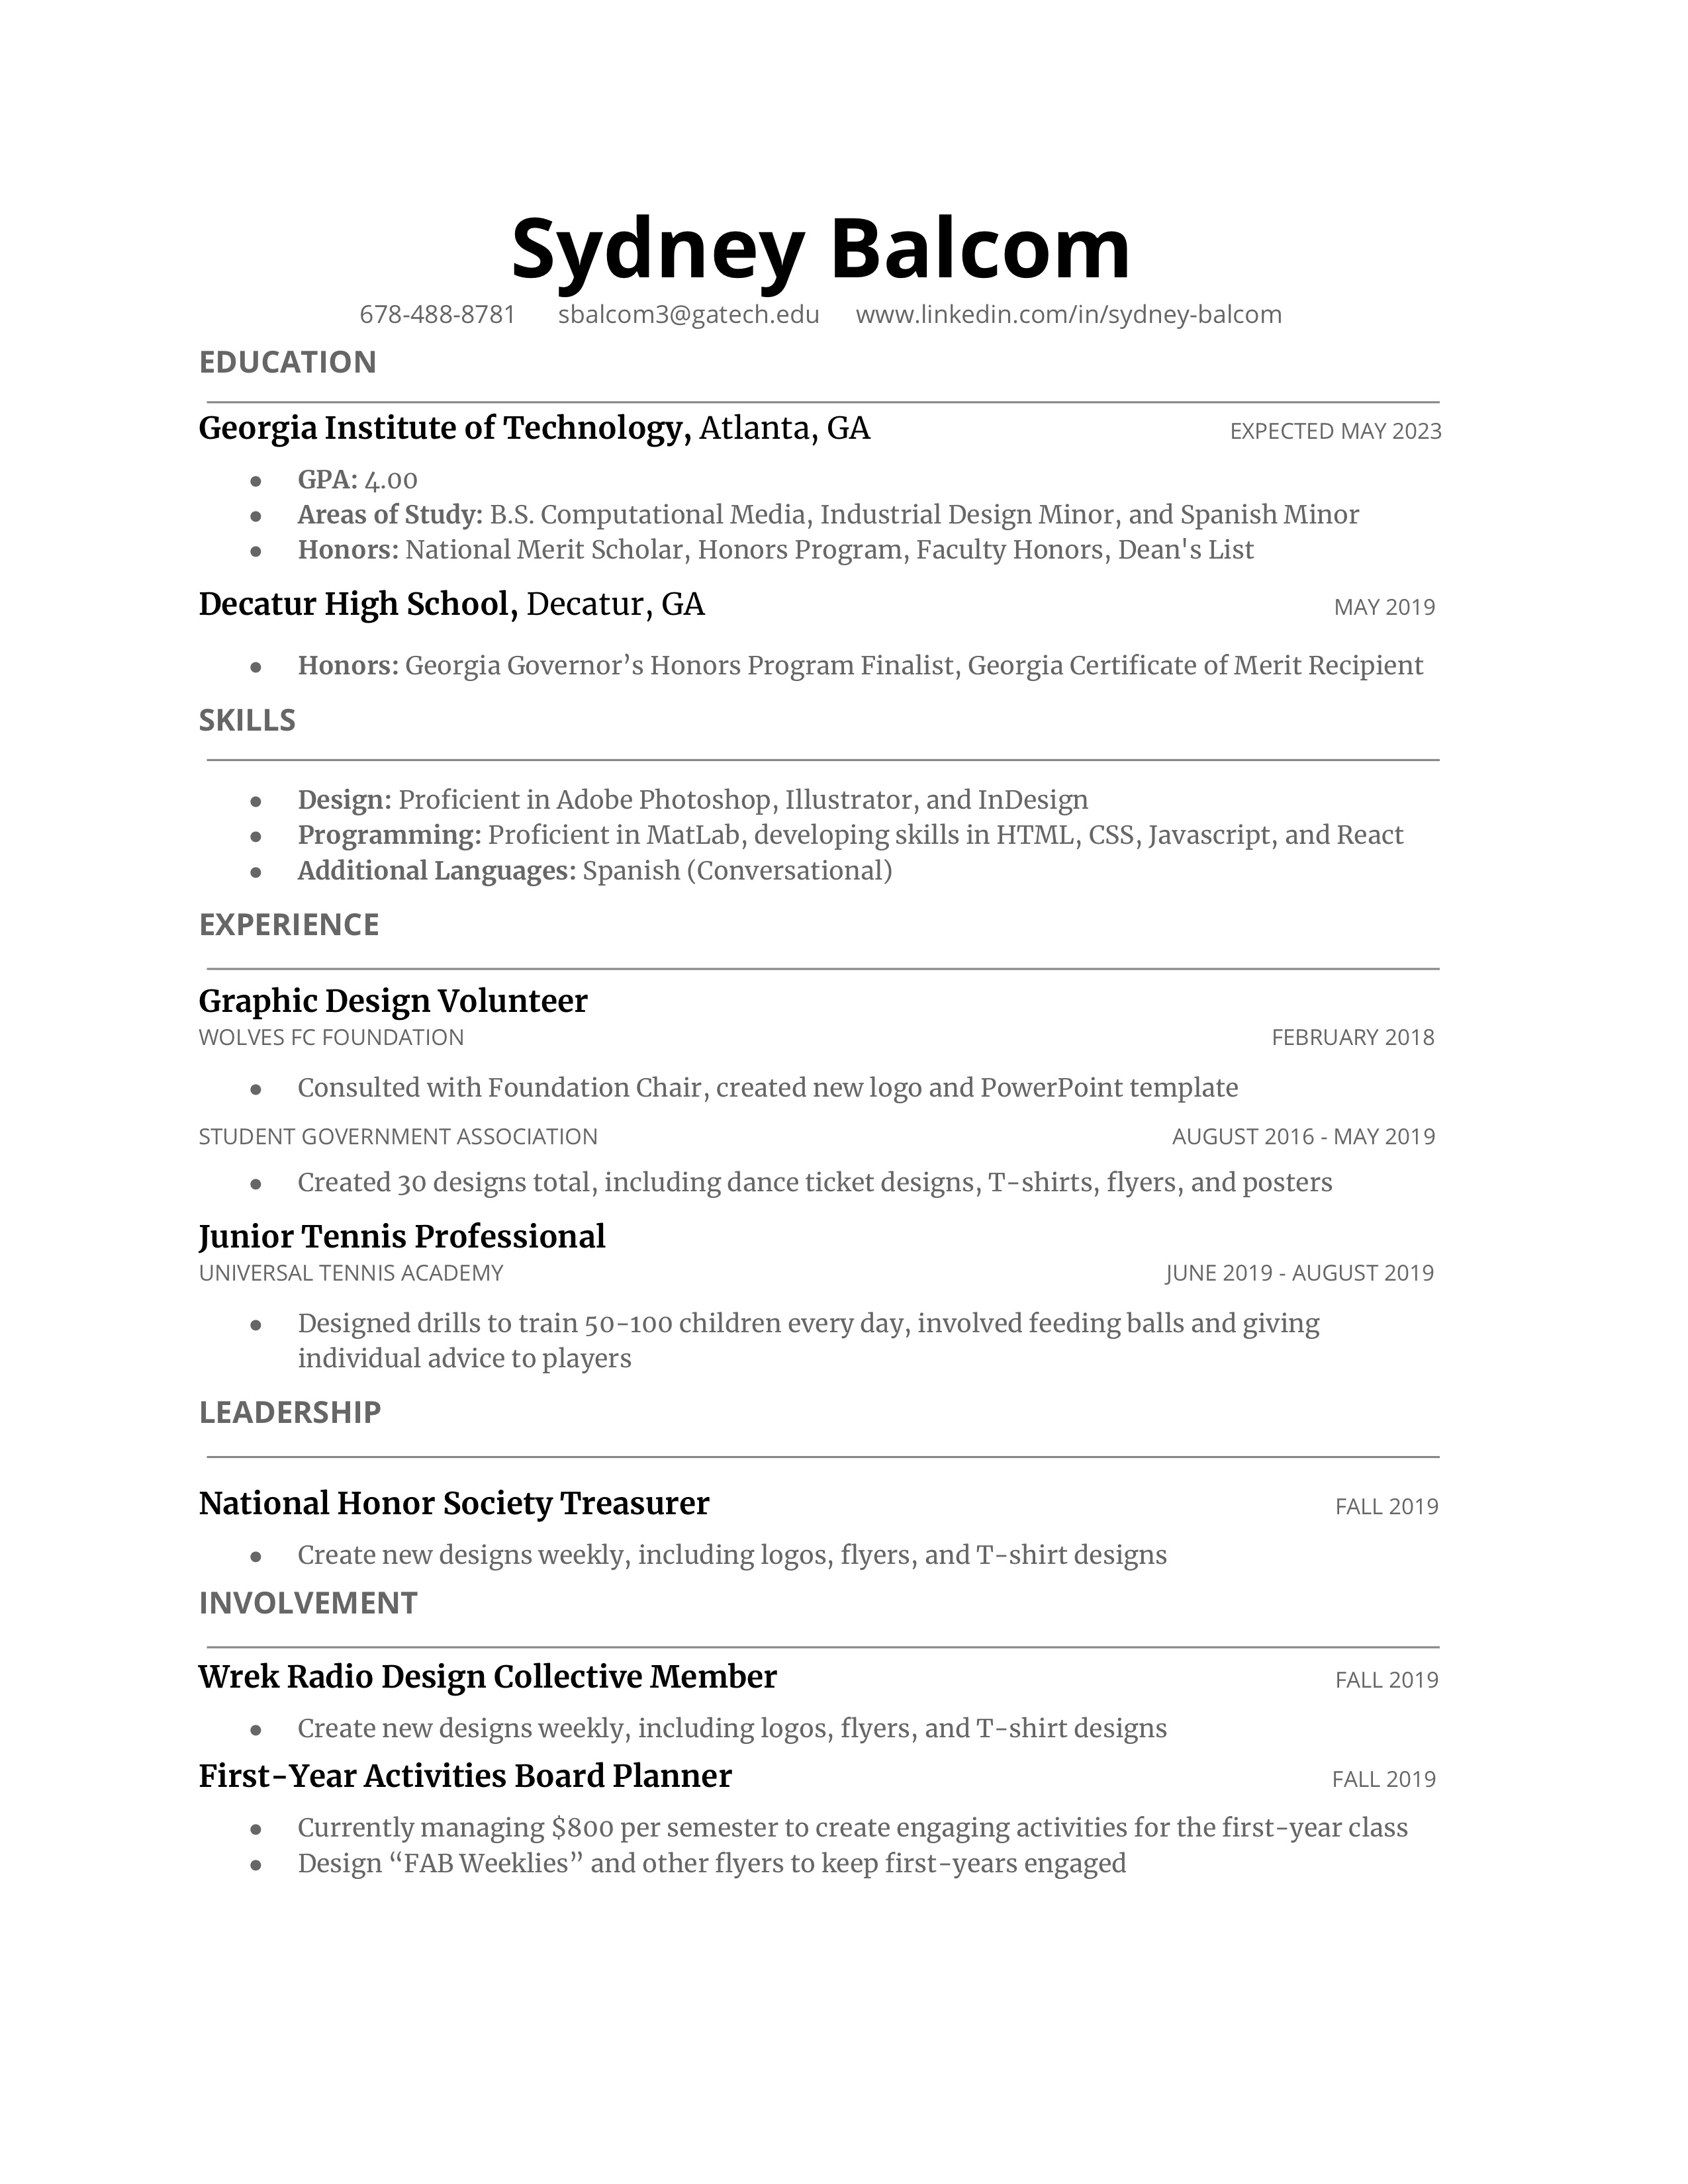 Sydney Balcom
678-488-8781 sbalcom3@gatech.edu www.linkedin.com/in/sydney-balcom
EDUCATION
Georgia Institute of Technology, Atlanta, GA EXPECTED MAY 2023
● GPA: 4.00
● Areas of Study: B.S. Computational Media, Industrial Design Minor, and Spanish Minor
● Honors: National Merit Scholar, Honors Program, Faculty Honors, Dean's List
Decatur High School, Decatur, GA MAY 2019
● Honors: Georgia Governor’s Honors Program Finalist, Georgia Certificate of Merit Recipient
SKILLS
● Design: Proficient in Adobe Photoshop, Illustrator, and InDesign
● Programming: Proficient in MatLab, developing skills in HTML, CSS, Javascript, and React
● Additional Languages: Spanish (Conversational)
EXPERIENCE
Graphic Design Volunteer
WOLVES FC FOUNDATION FEBRUARY 2018
● Consulted with Foundation Chair, created new logo and PowerPoint template
STUDENT GOVERNMENT ASSOCIATION AUGUST 2016 - MAY 2019
● Created 30 designs total, including dance ticket designs, T-shirts, flyers, and posters
Junior Tennis Professional
UNIVERSAL TENNIS ACADEMY JUNE 2019 - AUGUST 2019
● Designed drills to train 50-100 children every day, involved feeding balls and giving
individual advice to players
LEADERSHIP
National Honor Society Treasurer FALL 2019
● Create new designs weekly, including logos, flyers, and T-shirt designs
INVOLVEMENT
Wrek Radio Design Collective Member FALL 2019
● Create new designs weekly, including logos, flyers, and T-shirt designs
First-Year Activities Board Planner FALL 2019
● Currently managing $800 per semester to create engaging activities for the first-year class
● Design “FAB Weeklies” and other flyers to keep first-years engaged